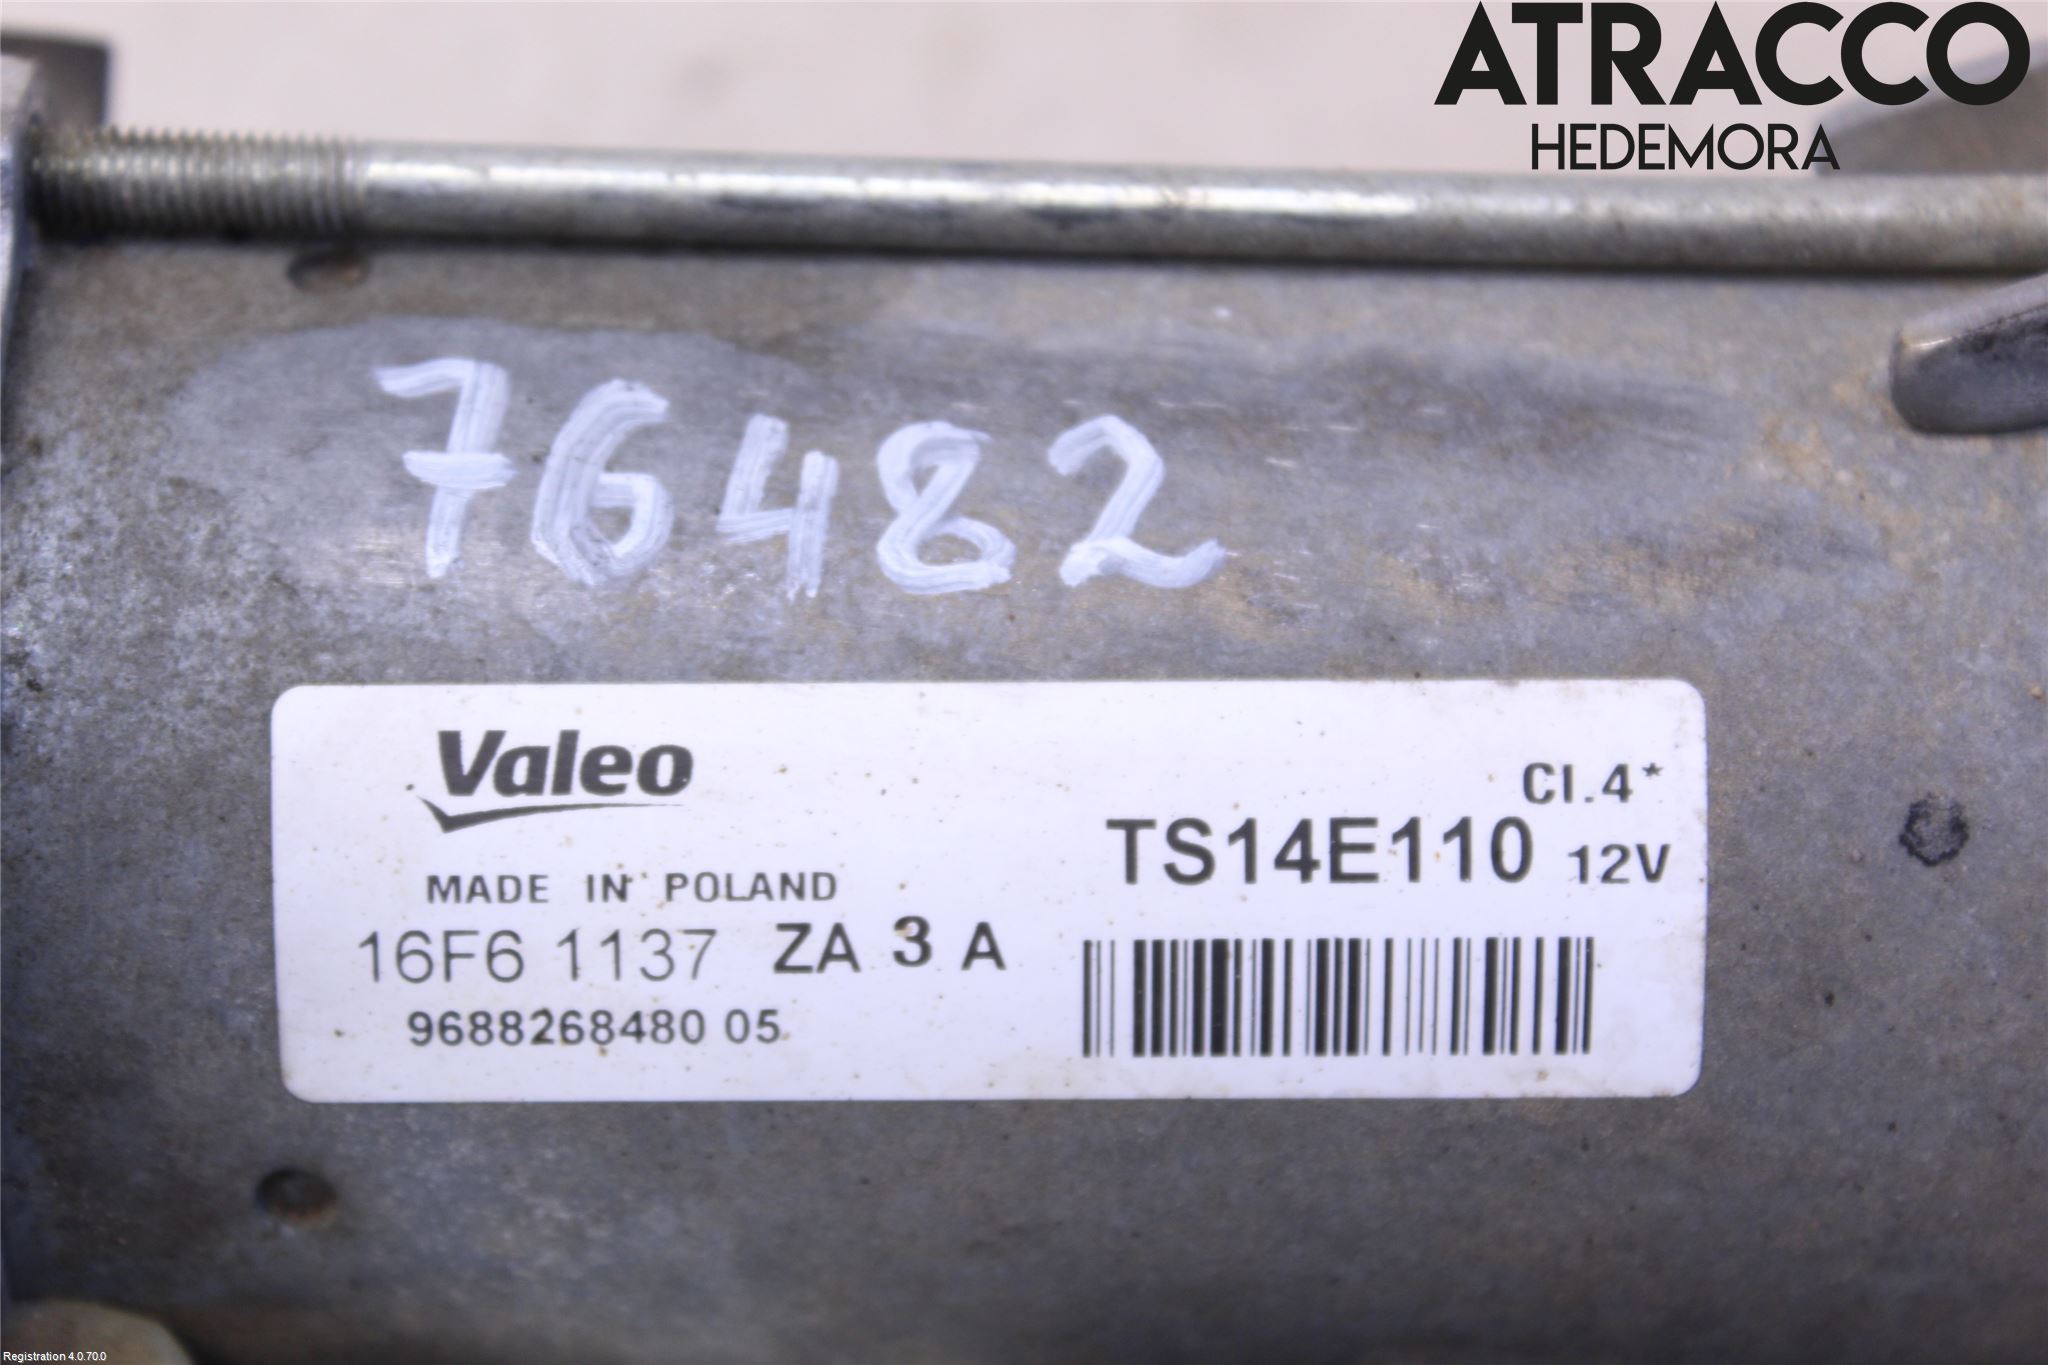 ATRACCO
HEDEMORA
76482
Valeo
MADE IN POLAND
16F6 1137 ZA 3 A
9688268480 05
Cl.4*
TS14E110 12V
Registration 4.0.70.0